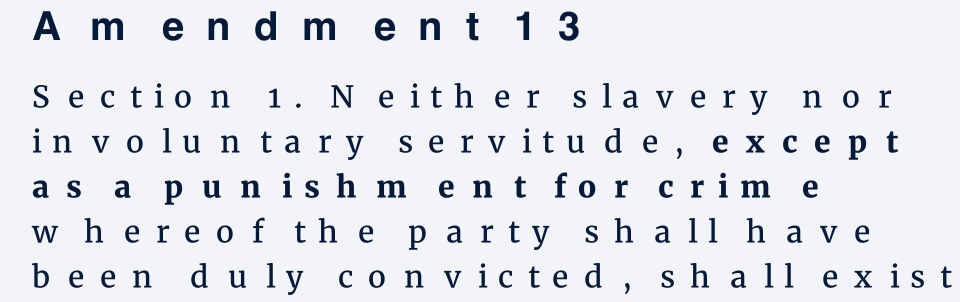 Amendment 13
Section 1. Neither slavery nor
involuntary servitude, except
as a punishment for crime
whereof the party shall have
been duly convicted, shall exist